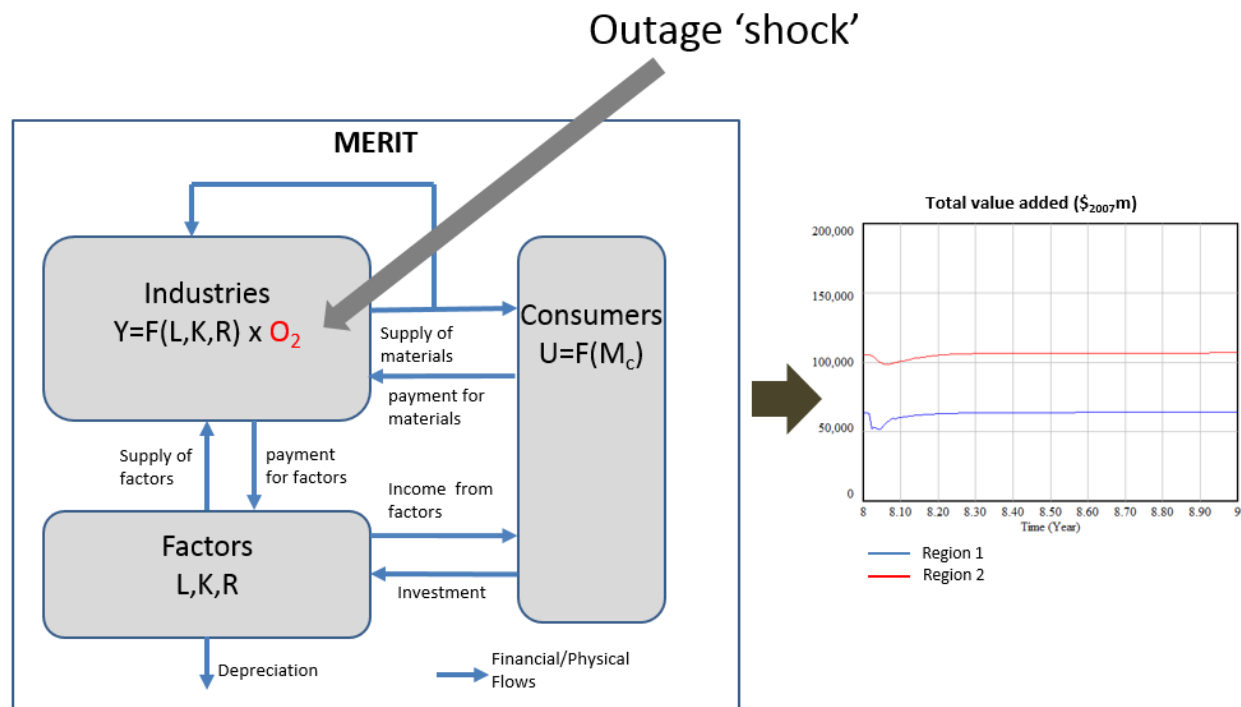 Outage ‘shock’
MERIT
Industries
Y=F(L,K,R) x O₂
Supply of
materials
payment for
materials
Consumers
U=F(M꜀)
Supply of
factors
payment
for factors
Income from
factors
Factors
L,K,R
Investment
Depreciation
Financial/Physical
Flows
Total value added ($₂₀₀₇m)
200,000
150,000
100,000
50,000
0
8 8.10 8.20 8.30 8.40 8.50 8.60 8.70 8.80 8.90 9
Time (Year)
Region 1
Region 2